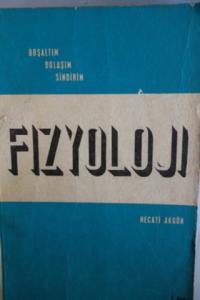 BOŞALTIM
DOLAŞIM
SİNDİRİM
FİZYOLOJİ
NECATİ AKGÜN